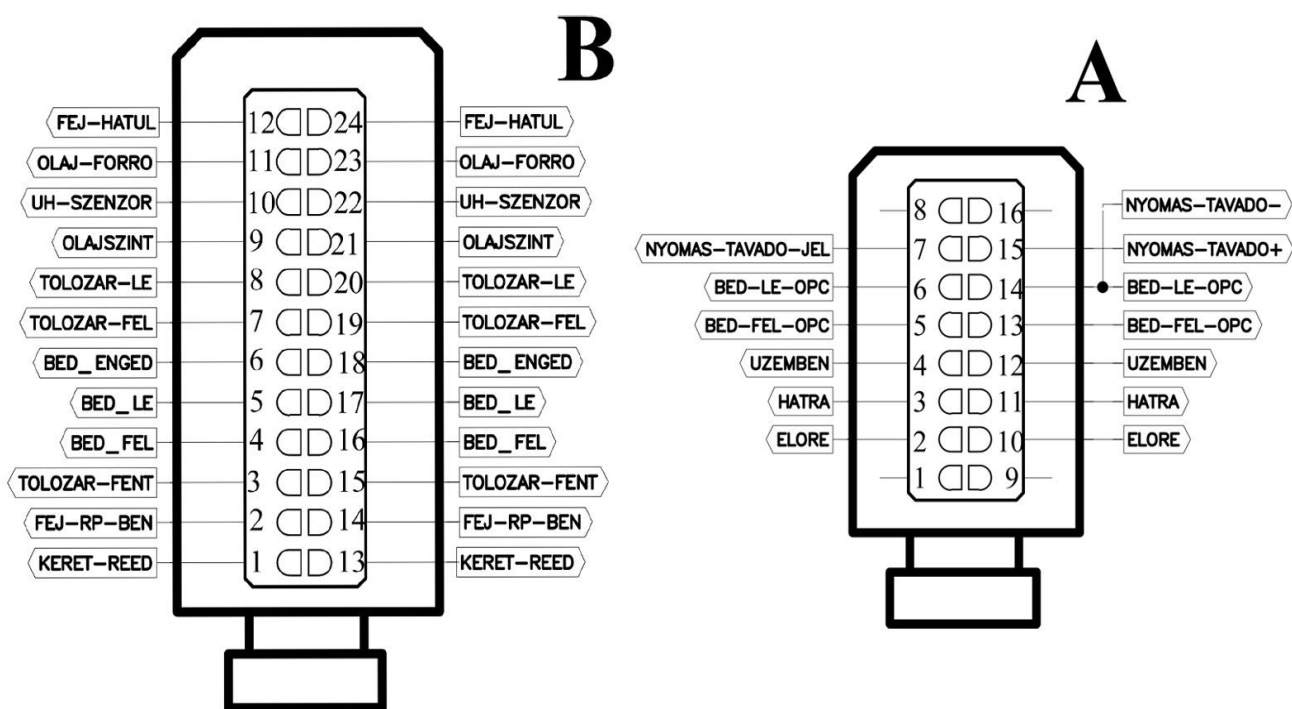 B
FEJ-HATUL 12 24 FEJ-HATUL
OLAJ-FORRO 11 23 OLAJ-FORRO
UH-SZENZOR 10 22 UH-SZENZOR
OLAJSZINT 9 21 OLAJSZINT
TOLOZAR-LE 8 20 TOLOZAR-LE
TOLOZAR-FEL 7 19 TOLOZAR-FEL
BED_ENGED 6 18 BED_ENGED
BED_LE 5 17 BED_LE
BED_FEL 4 16 BED_FEL
TOLOZAR-FENT 3 15 TOLOZAR-FENT
FEJ-RP-BEN 2 14 FEJ-RP-BEN
KERET-REED 1 13 KERET-REED
A
8 16 NYOMAS-TAVADO-
NYOMAS-TAVADO-JEL 7 15 NYOMAS-TAVADO+
BED-LE-OPC 6 14 BED-LE-OPC
BED-FEL-OPC 5 13 BED-FEL-OPC
UZEMBEN 4 12 UZEMBEN
HATRA 3 11 HATRA
ELORE 2 10 ELORE
1 9